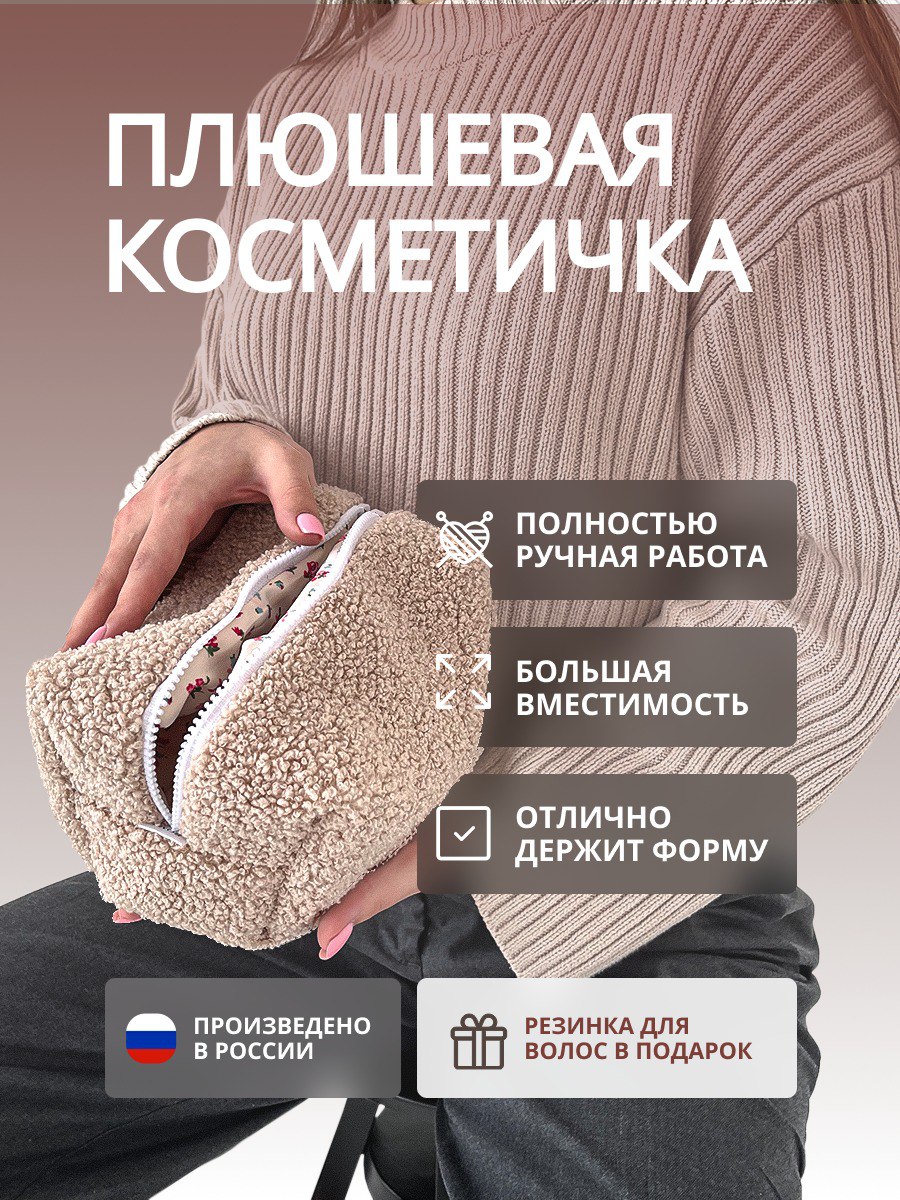 ПЛЮШЕВАЯ
КОСМЕТИЧКА
ПОЛНОСТЬЮ
РУЧНАЯ РАБОТА
БОЛЬШАЯ
ВМЕСТИМОСТЬ
ОТЛИЧНО
ДЕРЖИТ ФОРМУ
ПРОИЗВЕДЕНО
В РОССИИ
РЕЗИНКА ДЛЯ
ВОЛОС В ПОДАРОК